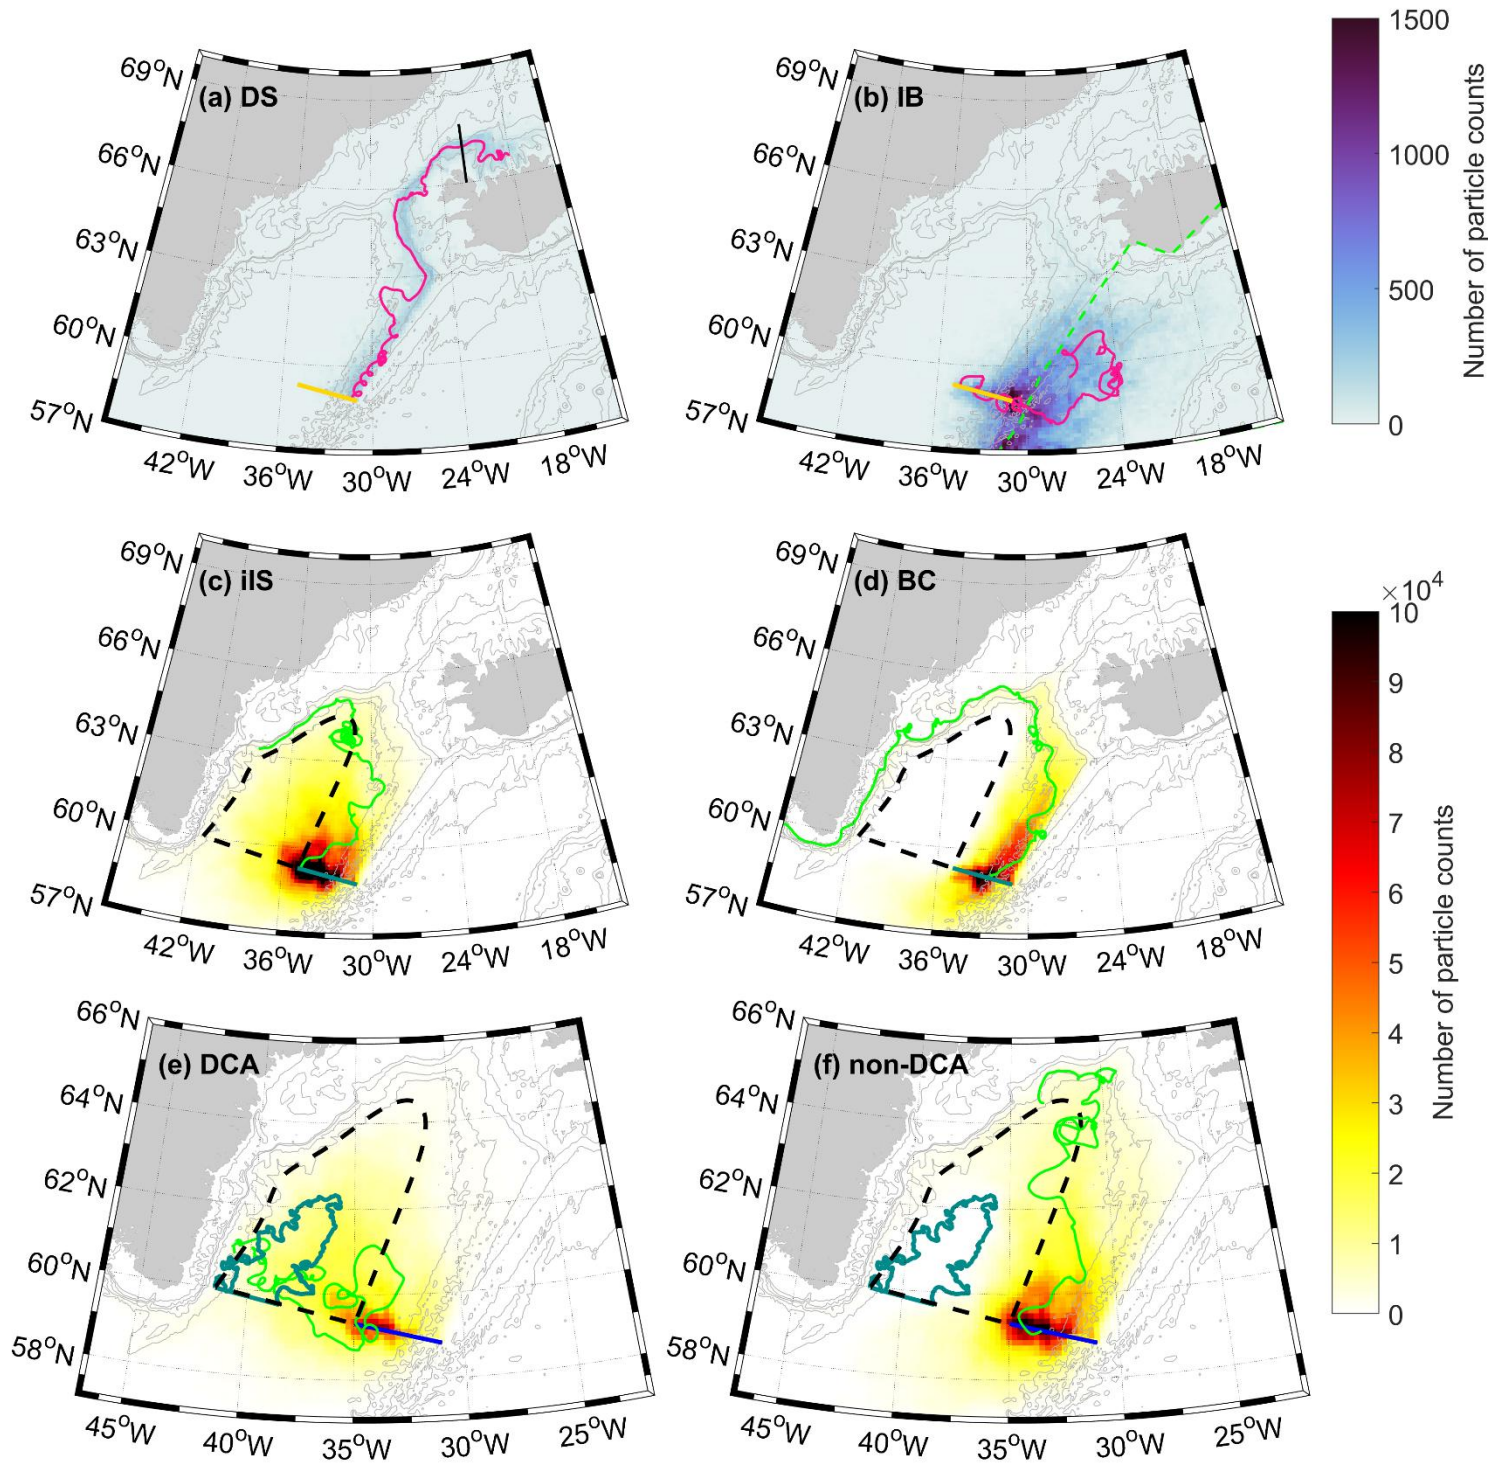 (a) DS
69°N
66°N
63°N
60°N
57°N
42°W
36°W
30°W
24°W
18°W
(b) IB
69°N
66°N
63°N
60°N
57°N
42°W
36°W
30°W
24°W
18°W
1500
1000
500
0
Number of particle counts
(c) iIS
69°N
66°N
63°N
60°N
57°N
42°W
36°W
30°W
24°W
18°W
(d) BC
69°N
66°N
63°N
60°N
57°N
42°W
36°W
30°W
24°W
18°W
×10⁴
10
9
8
7
6
5
4
3
2
1
0
Number of particle counts
(e) DCA
66°N
64°N
62°N
60°N
58°N
45°W
40°W
35°W
30°W
25°W
(f) non-DCA
66°N
64°N
62°N
60°N
58°N
45°W
40°W
35°W
30°W
25°W